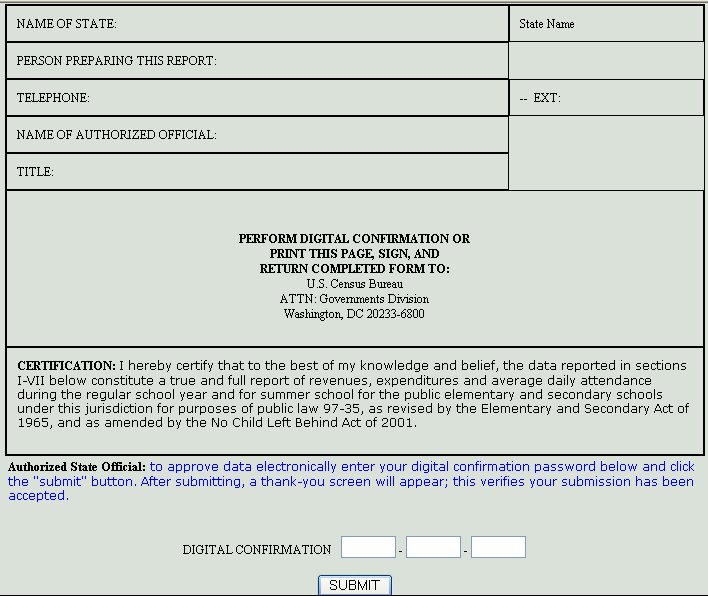 NAME OF STATE: State Name
PERSON PREPARING THIS REPORT:
TELEPHONE: -- EXT:
NAME OF AUTHORIZED OFFICIAL:
TITLE:
PERFORM DIGITAL CONFIRMATION OR
PRINT THIS PAGE, SIGN, AND
RETURN COMPLETED FORM TO:
U.S. Census Bureau
ATTN: Governments Division
Washington, DC 20233-6800
CERTIFICATION: I hereby certify that to the best of my knowledge and belief, the data reported in sections
I-VII below constitute a true and full report of revenues, expenditures and average daily attendance
during the regular school year and for summer school for the public elementary and secondary schools
under this jurisdiction for purposes of public law 97-35, as revised by the Elementary and Secondary Act of
1965, and as amended by the No Child Left Behind Act of 2001.
Authorized State Official: to approve data electronically enter your digital confirmation password below and click
the "submit" button. After submitting, a thank-you screen will appear; this verifies your submission has been
accepted.
DIGITAL CONFIRMATION - -
SUBMIT